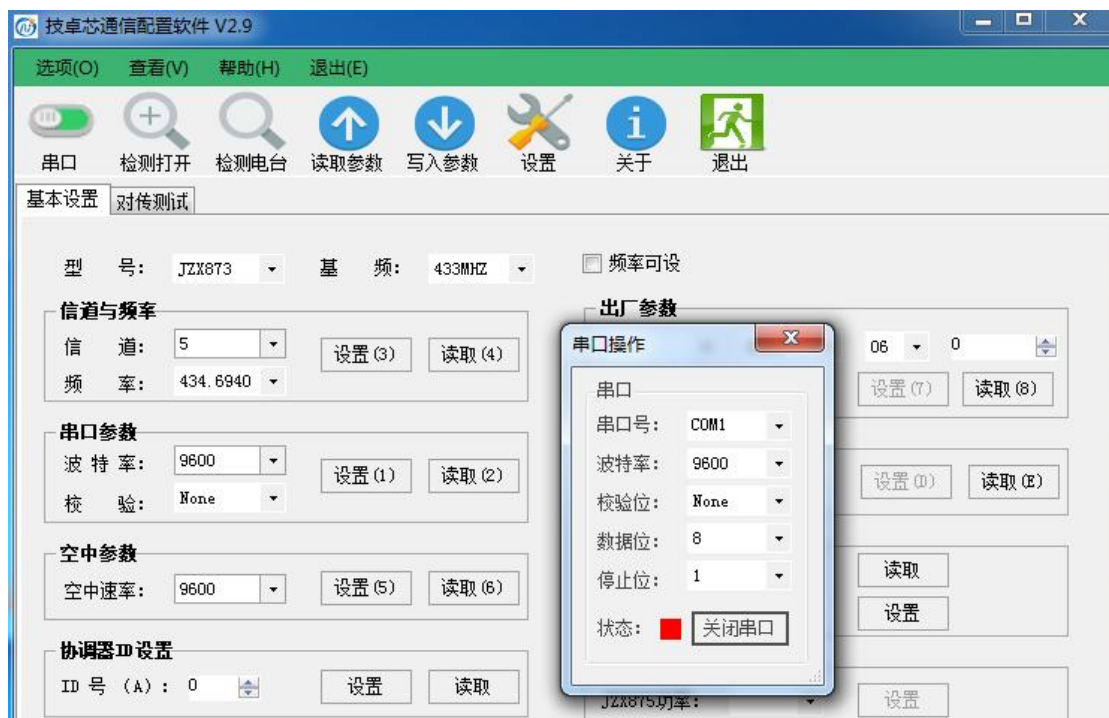 技卓芯通信配置软件 V2.9
选项(O) 查看(V) 帮助(H) 退出(E)
串口 检测打开 检测电台 读取参数 写入参数 设置 关于 退出
基本设置 对传测试
型 号: JZX873 基 频: 433MHZ 频率可设
信道与频率
信 道: 5 设置(3) 读取(4)
频 率: 434.6940
串口参数
波 特 率: 9600 设置(1) 读取(2)
校 验: None
空中参数
空中速率: 9600 设置(5) 读取(6)
协调器ID设置
ID 号 (A): 0 设置 读取
出厂参数
06 0
设置(7) 读取(8)
设置(D) 读取(E)
读取
设置
JZX875功率: 设置
串口操作
串口
串口号: COM1
波特率: 9600
校验位: None
数据位: 8
停止位: 1
状态: 关闭串口